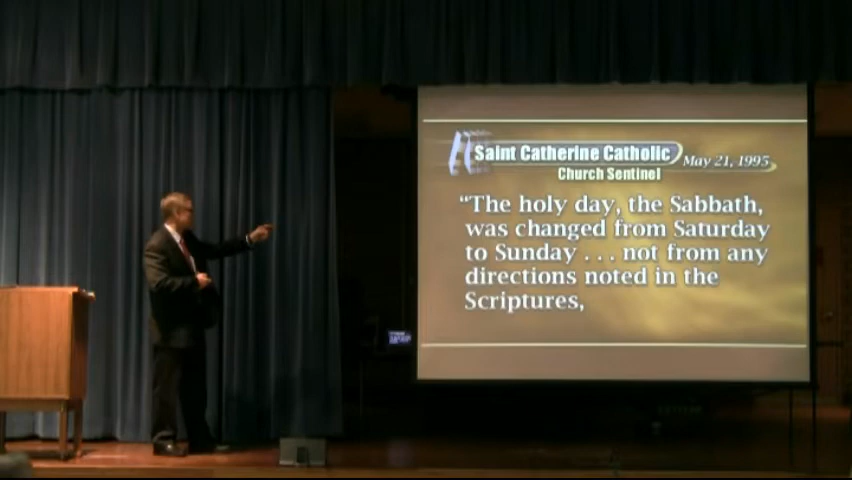 Saint Catherine Catholic
May 21, 1995
Church Sentinel
“The holy day, the Sabbath,
was changed from Saturday
to Sunday . . . not from any
directions noted in the
Scriptures,